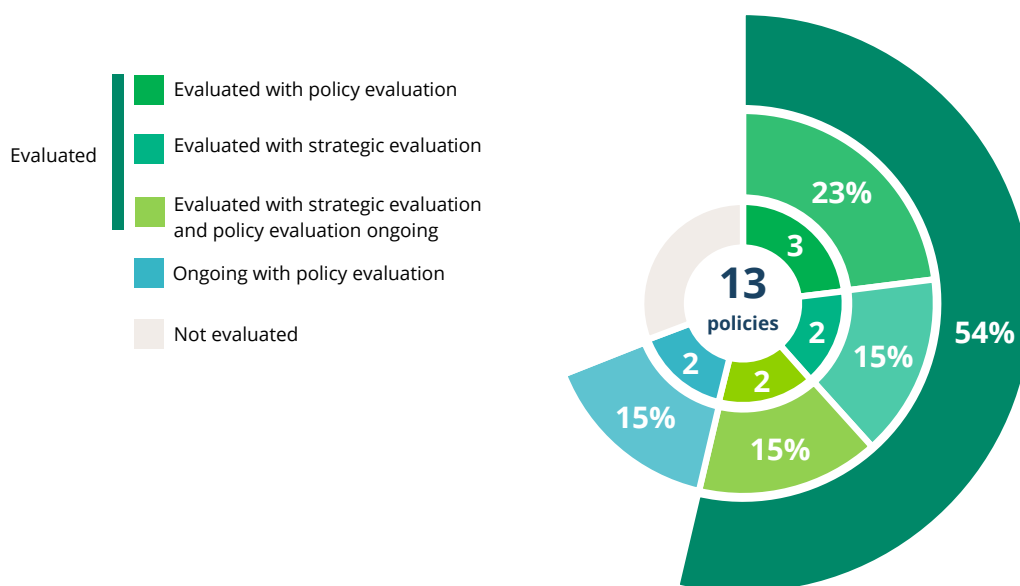 Evaluated
Evaluated with policy evaluation
Evaluated with strategic evaluation
Evaluated with strategic evaluation
and policy evaluation ongoing
Ongoing with policy evaluation
Not evaluated
13
policies
3
2
2
2
23%
15%
15%
15%
54%